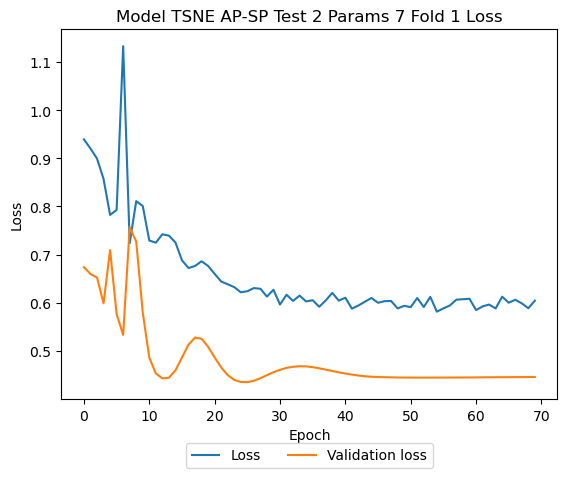 Model TSNE AP-SP Test 2 Params 7 Fold 1 Loss
1.1
1.0
0.9
0.8
0.7
0.6
0.5
Loss
0 10 20 30 40 50 60 70
Epoch
Loss Validation loss